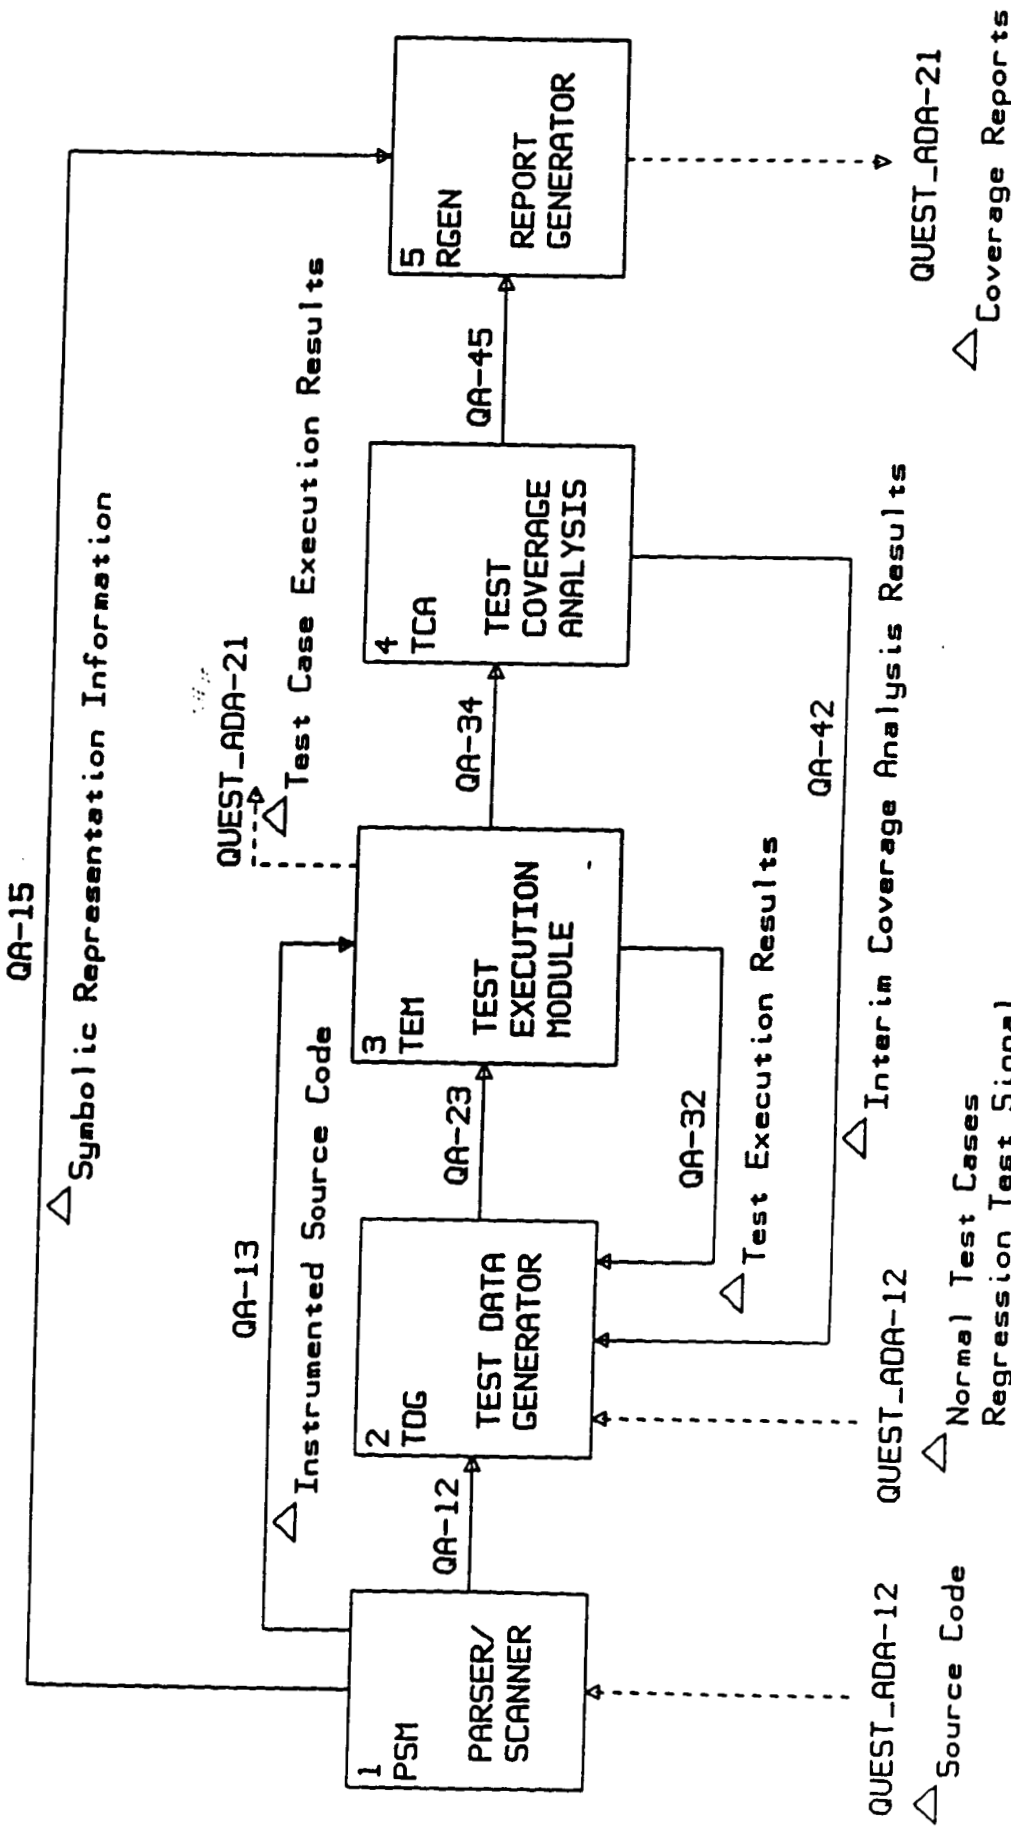 QA-15
Symbolic Representation Information
QA-13
Instrumented Source Code
QUEST_ADA-21
Test Case Execution Results
1
PSM
PARSER/
SCANNER
QA-12
2
TDG
TEST DATA
GENERATOR
QA-23
3
TEM
TEST
EXECUTION
MODULE
QA-34
4
TCA
TEST
COVERAGE
ANALYSIS
QA-45
5
RGEN
REPORT
GENERATOR
QA-32
Test Execution Results
QA-42
Interim Coverage Analysis Results
QUEST_ADA-12
Source Code
QUEST_ADA-12
Normal Test Cases
Regression Test Signal
QUEST_ADA-21
Coverage Reports